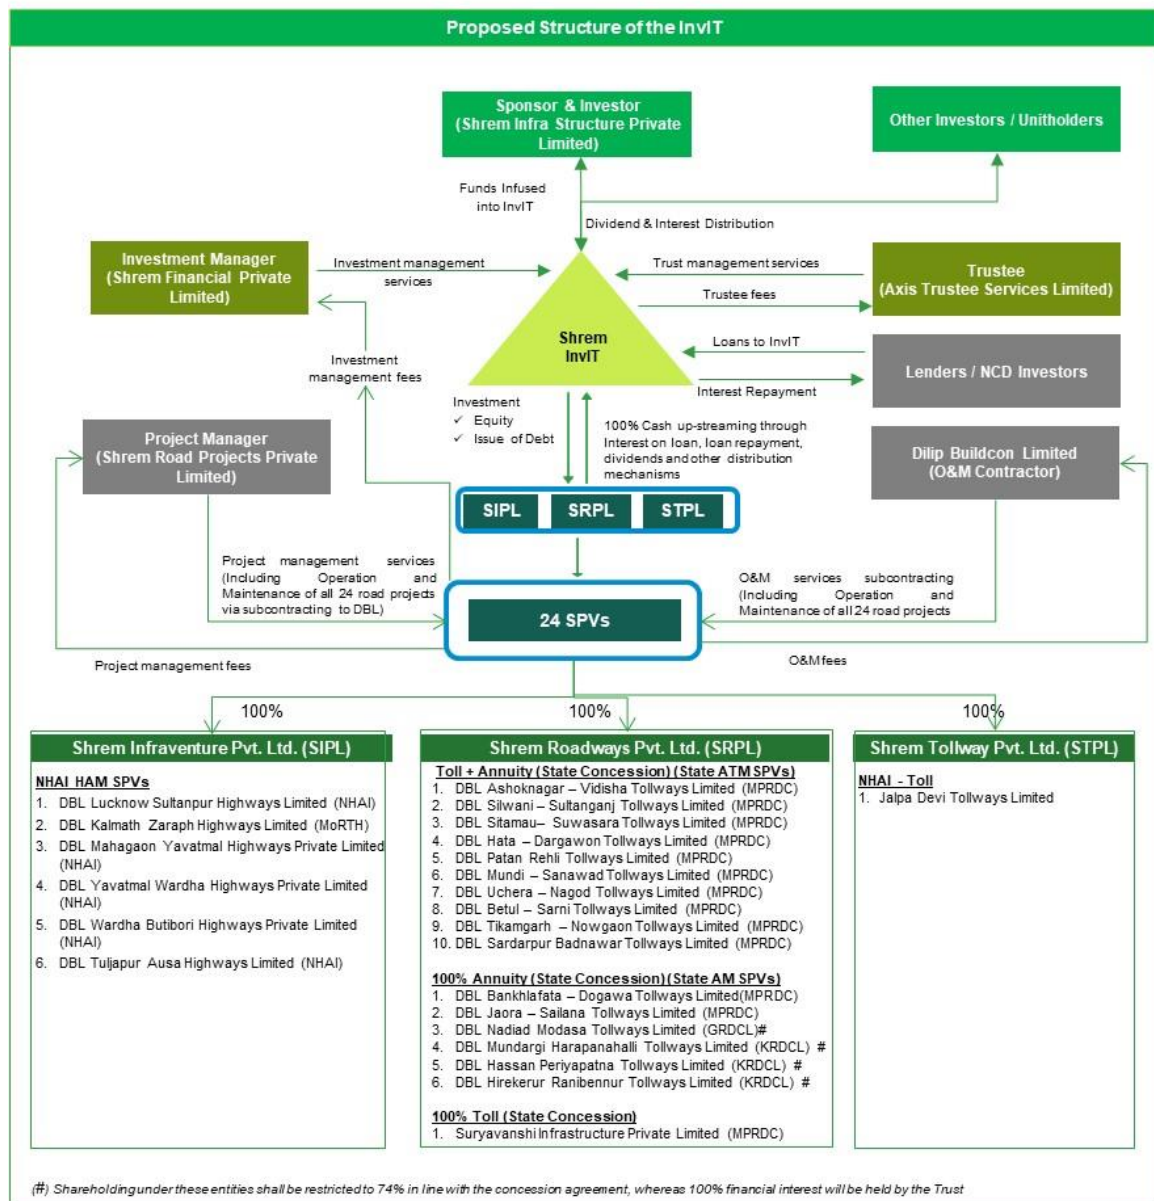 Proposed Structure of the InvIT
Sponsor & Investor
(Shrem Infra Structure Private
Limited)
Other Investors / Unitholders
Funds Infused
into InvIT
Dividend & Interest Distribution
Investment Manager
(Shrem Financial Private
Limited)
Investment management
services
Trust management services
Trustee fees
Trustee
(Axis Trustee Services Limited)
Shrem
InvIT
Loans to InvIT
Interest Repayment
Lenders / NCD Investors
Investment
management fees
Investment
✓ Equity
✓ Issue of Debt
100% Cash up-streaming through
Interest on loan, loan repayment,
dividends and other distribution
mechanisms
Project Manager
(Shrem Road Projects Private
Limited)
Dilip Buildcon Limited
(O&M Contractor)
SIPL
SRPL
STPL
Project management services
(Including Operation and
Maintenance of all 24 road projects
via subcontracting to DBL)
O&M services subcontracting
(Including Operation and
Maintenance of all 24 road projects
24 SPVs
Project management fees
O&M fees
100%
100%
100%
Shrem Infraventure Pvt. Ltd. (SIPL)
NHAI HAM SPVs
1. DBL Lucknow Sultanpur Highways Limited (NHAI)
2. DBL Kalmath Zaraph Highways Limited (MoRTH)
3. DBL Mahagaon Yavatmal Highways Private Limited
(NHAI)
4. DBL Yavatmal Wardha Highways Private Limited
(NHAI)
5. DBL Wardha Butibori Highways Private Limited
(NHAI)
6. DBL Tuljapur Ausa Highways Limited (NHAI)
Shrem Roadways Pvt. Ltd. (SRPL)
Toll + Annuity (State Concession) (State ATM SPVs)
1. DBL Ashoknagar – Vidisha Tollways Limited (MPRDC)
2. DBL Silwani – Sultanganj Tollways Limited (MPRDC)
3. DBL Sitamau– Suwasara Tollways Limited (MPRDC)
4. DBL Hata – Dargawon Tollways Limited (MPRDC)
5. DBL Patan Rehli Tollways Limited (MPRDC)
6. DBL Mundi – Sanawad Tollways Limited (MPRDC)
7. DBL Uchera – Nagod Tollways Limited (MPRDC)
8. DBL Betul – Sarni Tollways Limited (MPRDC)
9. DBL Tikamgarh – Nowgaon Tollways Limited (MPRDC)
10. DBL Sardarpur Badnawar Tollways Limited (MPRDC)
100% Annuity (State Concession) (State AM SPVs)
1. DBL Bankhlafata – Dogawa Tollways Limited(MPRDC)
2. DBL Jaora – Sailana Tollways Limited (MPRDC)
3. DBL Nadiad Modasa Tollways Limited (GRDCL)#
4. DBL Mundargi Harapanahalli Tollways Limited (KRDCL) #
5. DBL Hassan Periyapatna Tollways Limited (KRDCL) #
6. DBL Hirekerur Ranibennur Tollways Limited (KRDCL) #
100% Toll (State Concession)
1. Suryavanshi Infrastructure Private Limited (MPRDC)
Shrem Tollway Pvt. Ltd. (STPL)
NHAI - Toll
1. Jalpa Devi Tollways Limited
(#) Shareholding under these entities shall be restricted to 74% in line with the concession agreement, whereas 100% financial interest will be held by the Trust